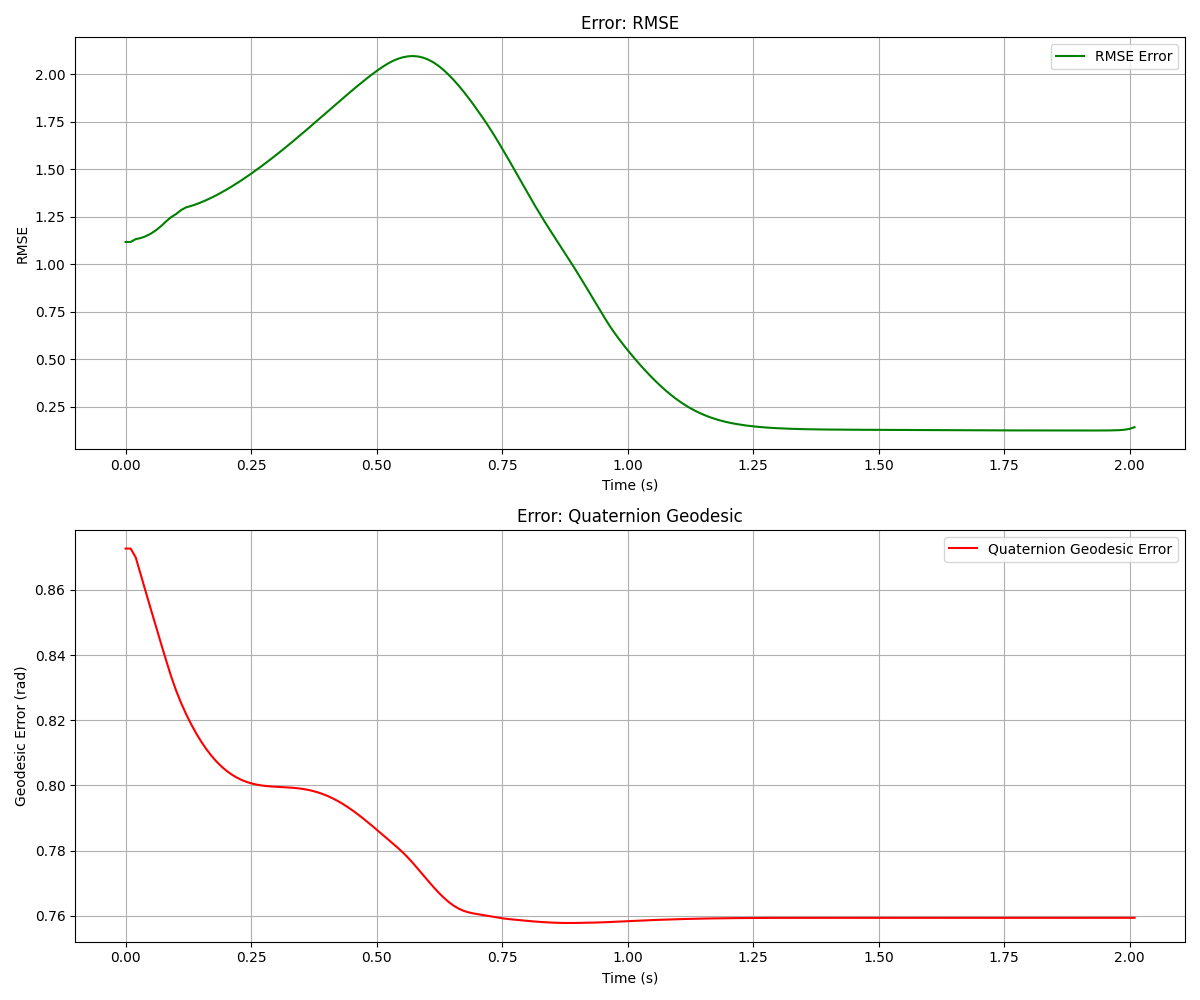 Error: RMSE
RMSE Error
2.00
1.75
1.50
1.25
1.00
0.75
0.50
0.25
RMSE
0.00 0.25 0.50 0.75 1.00 1.25 1.50 1.75 2.00
Time (s)
Error: Quaternion Geodesic
Quaternion Geodesic Error
0.86
0.84
0.82
0.80
0.78
0.76
Geodesic Error (rad)
0.00 0.25 0.50 0.75 1.00 1.25 1.50 1.75 2.00
Time (s)